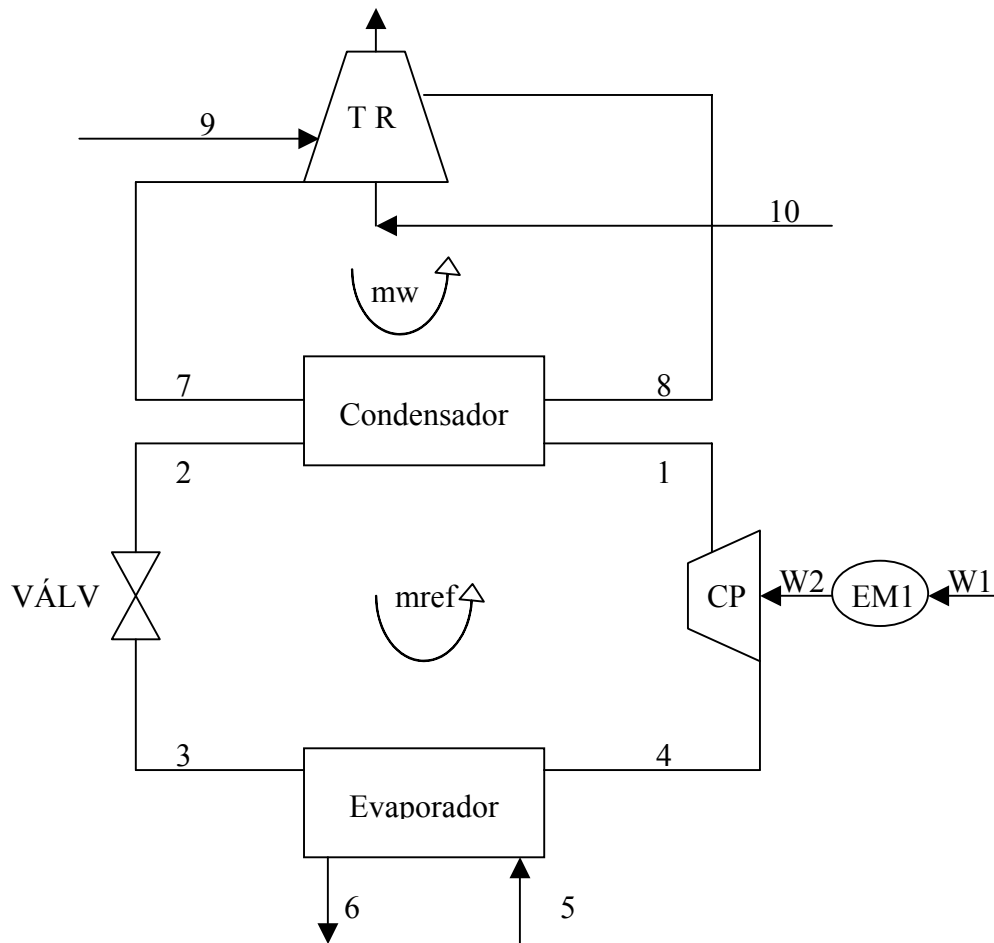 T R
9
10
mw
7
8
Condensador
2
1
VÁLV
mref
CP
W2
EM1
W1
3
4
Evaporador
6
5